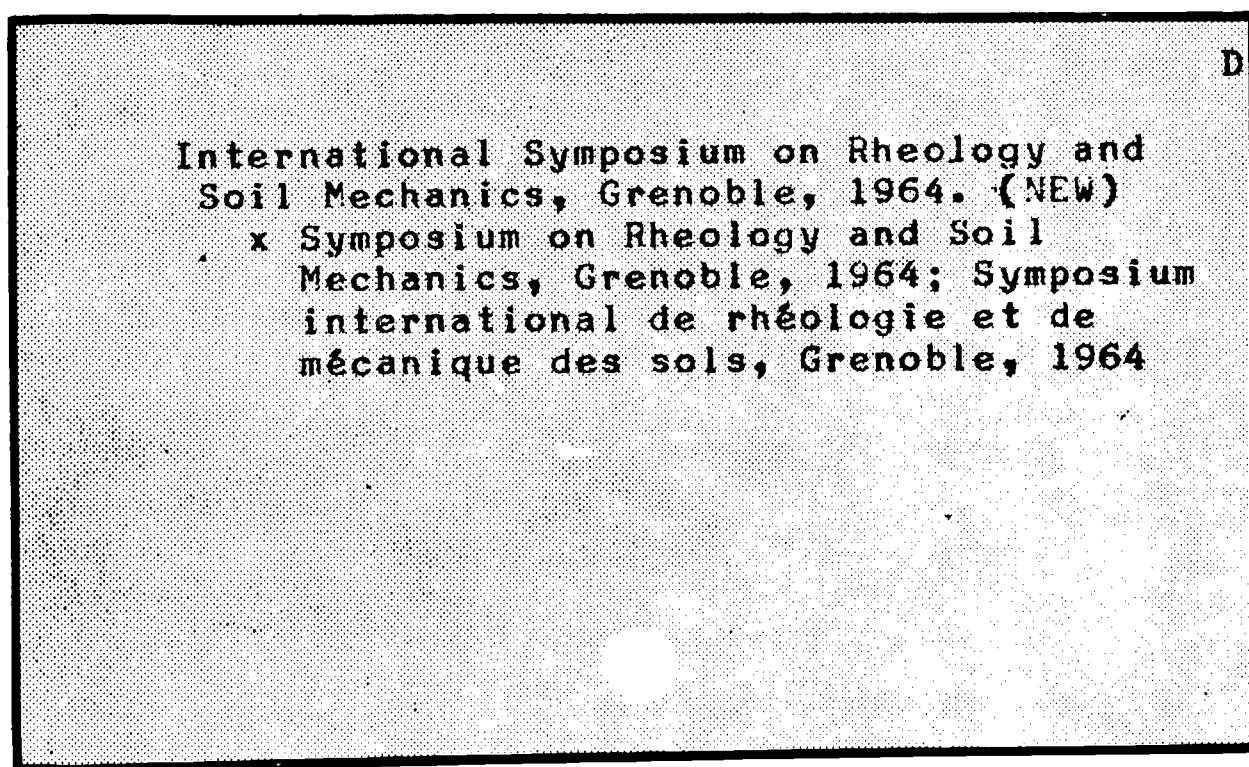 D
International Symposium on Rheology and
Soil Mechanics, Grenoble, 1964. (NEW)
x Symposium on Rheology and Soil
Mechanics, Grenoble, 1964; Symposium
international de rhéologie et de
mécanique des sols, Grenoble, 1964